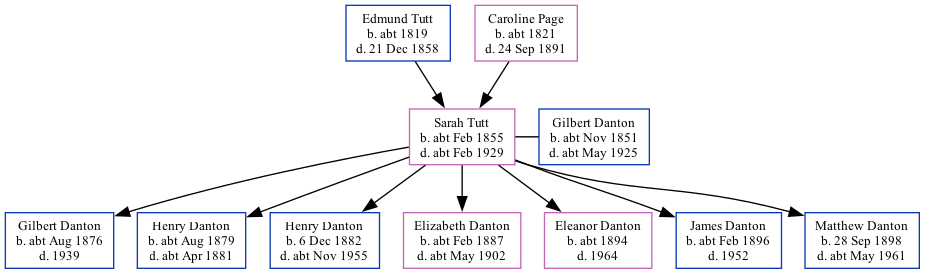 Edmund Tutt
b. abt 1819
d. 21 Dec 1858
Caroline Page
b. abt 1821
d. 24 Sep 1891
Sarah Tutt
b. abt Feb 1855
d. abt Feb 1929
Gilbert Danton
b. abt Nov 1851
d. abt May 1925
Gilbert Danton
b. abt Aug 1876
d. 1939
Henry Danton
b. abt Aug 1879
d. abt Apr 1881
Henry Danton
b. 6 Dec 1882
d. abt Nov 1955
Elizabeth Danton
b. abt Feb 1887
d. abt May 1902
Eleanor Danton
b. abt 1894
d. 1964
James Danton
b. abt Feb 1896
d. 1952
Matthew Danton
b. 28 Sep 1898
d. abt May 1961